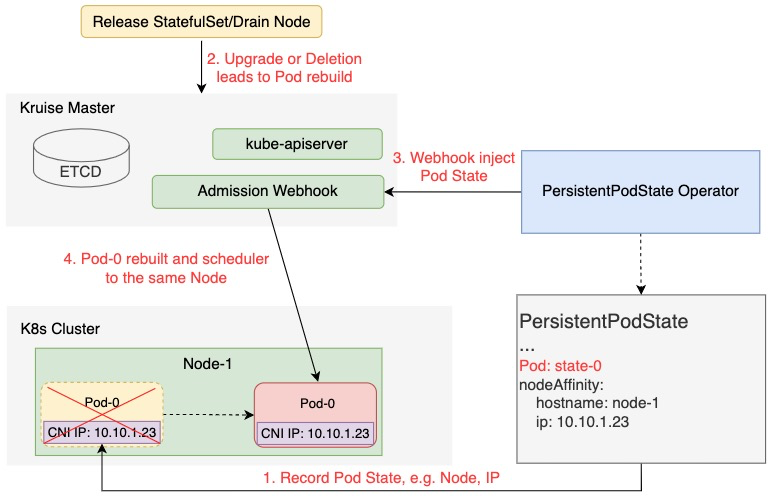 Release StatefulSet/Drain Node
2. Upgrade or Deletion
leads to Pod rebuild
Kruise Master
ETCD
kube-apiserver
Admission Webhook
3. Webhook inject
Pod State
PersistentPodState Operator
4. Pod-0 rebuilt and scheduler
to the same Node
K8s Cluster
Node-1
Pod-0
CNI IP: 10.10.1.23
Pod-0
CNI IP: 10.10.1.23
PersistentPodState
...
Pod: state-0
nodeAffinity:
hostname: node-1
ip: 10.10.1.23
1. Record Pod State, e.g. Node, IP